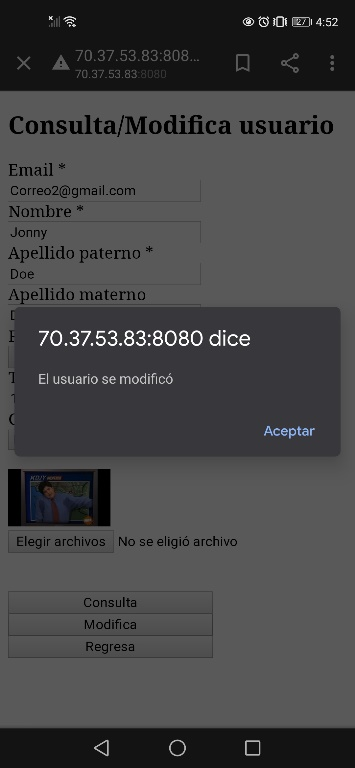 27 4:52
70.37.53.83:808...
70.37.53.83:8080
Consulta/Modifica usuario
Email *
Correo2@gmail.com
Nombre *
Jonny
Apellido paterno *
Doe
Apellido materno
70.37.53.83:8080 dice
El usuario se modificó
Aceptar
Elegir archivos No se eligió archivo
Consulta
Modifica
Regresa